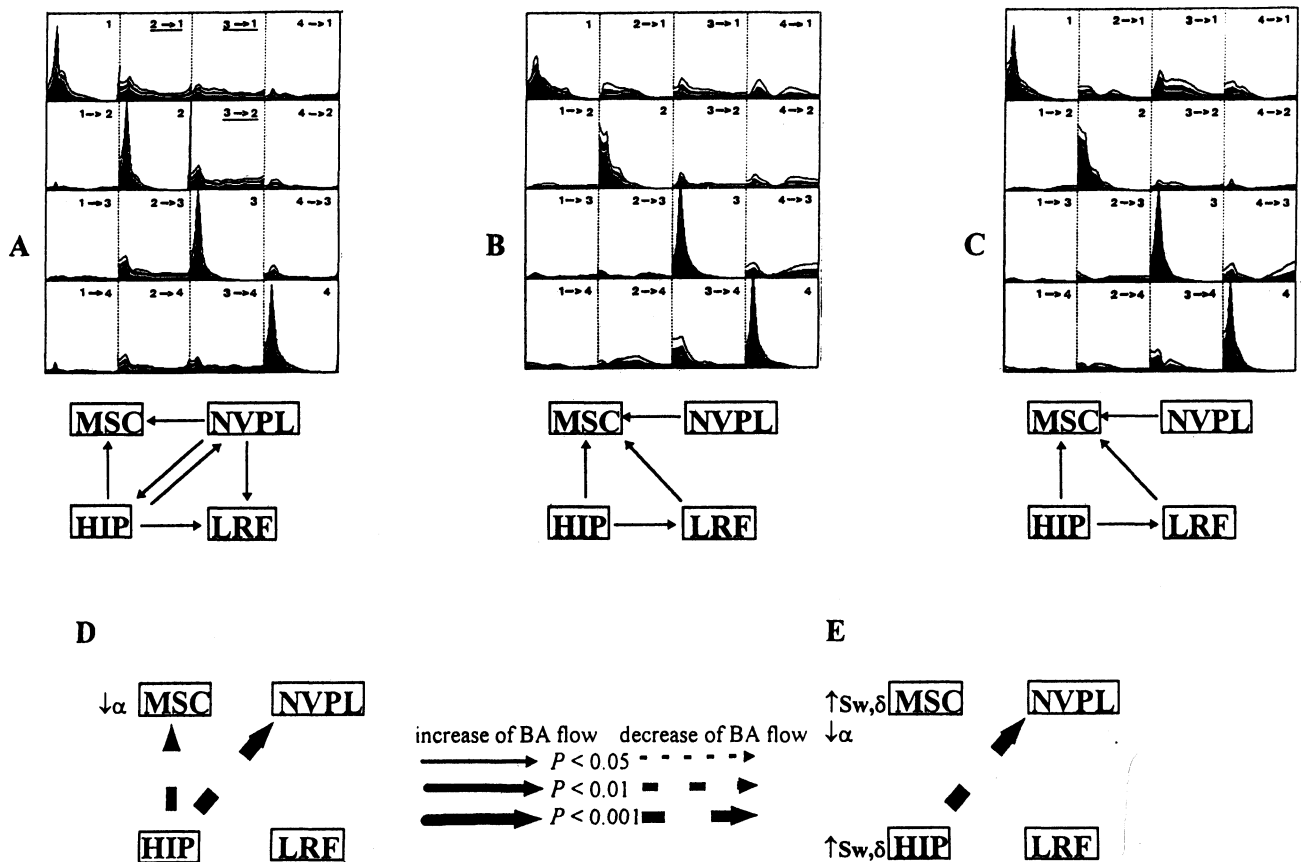 1 2→1 3→1 4→1
1→2 2 3→2 4→2
1→3 2→3 3 4→3
1→4 2→4 3→4 4
A
MSC NVPL
HIP LRF
1 2→1 3→1 4→1
1→2 2 3→2 4→2
1→3 2→3 3 4→3
1→4 2→4 3→4 4
B
MSC NVPL
HIP LRF
1 2→1 3→1 4→1
1→2 2 3→2 4→2
1→3 2→3 3 4→3
1→4 2→4 3→4 4
C
MSC NVPL
HIP LRF
D
↓α MSC NVPL
HIP LRF
increase of BA flow decrease of BA flow
P < 0.05
P < 0.01
P < 0.001
E
↑Sw,δ MSC NVPL
↓α
↑Sw,δ HIP LRF